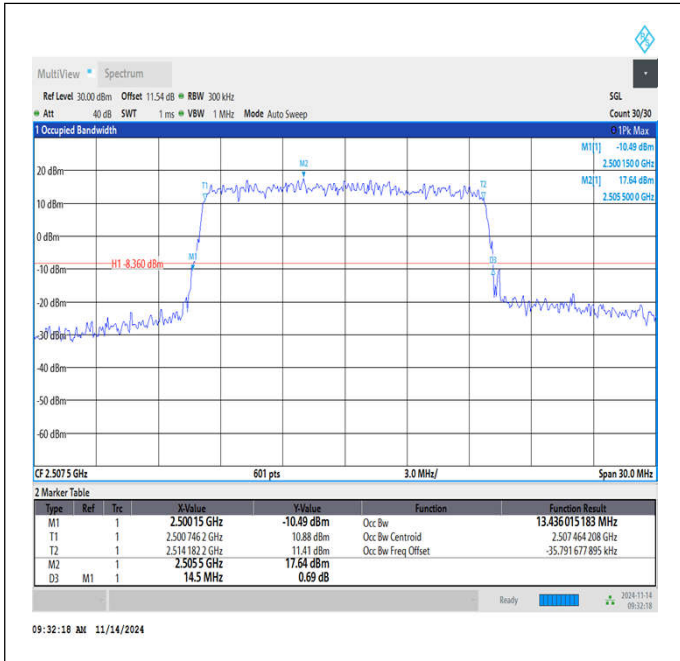 MultiView Spectrum
Ref Level 30.00 dBm Offset 11.54 dB RBW 300 kHz SGL
Att 40 dB SWT 1 ms VBW 1 MHz Mode Auto Sweep Count 30/30
1 Occupied Bandwidth 1Pk Max
M1[1] -10.49 dBm
2.500 150 0 GHz
M2[1] 17.64 dBm
2.505 500 0 GHz
M2
20 dBm
T1 T2
10 dBm
0 dBm
M1 D3
H1 -8.360 dBm
-10 dBm
-20 dBm
-30 dBm
-40 dBm
-50 dBm
-60 dBm
CF 2.507 5 GHz 601 pts 3.0 MHz/ Span 30.0 MHz
2 Marker Table
Type Ref Trc X-Value Y-Value Function Function Result
M1 1 2.500 15 GHz -10.49 dBm Occ Bw 13.436 015 183 MHz
T1 1 2.500 746 2 GHz 10.88 dBm Occ Bw Centroid 2.507 464 208 GHz
T2 1 2.514 182 2 GHz 11.41 dBm Occ Bw Freq Offset -35.791 677 895 kHz
M2 1 2.505 5 GHz 17.64 dBm
D3 M1 1 14.5 MHz 0.69 dB
Ready 2024-11-14
09:32:18
09:32:18 AM 11/14/2024